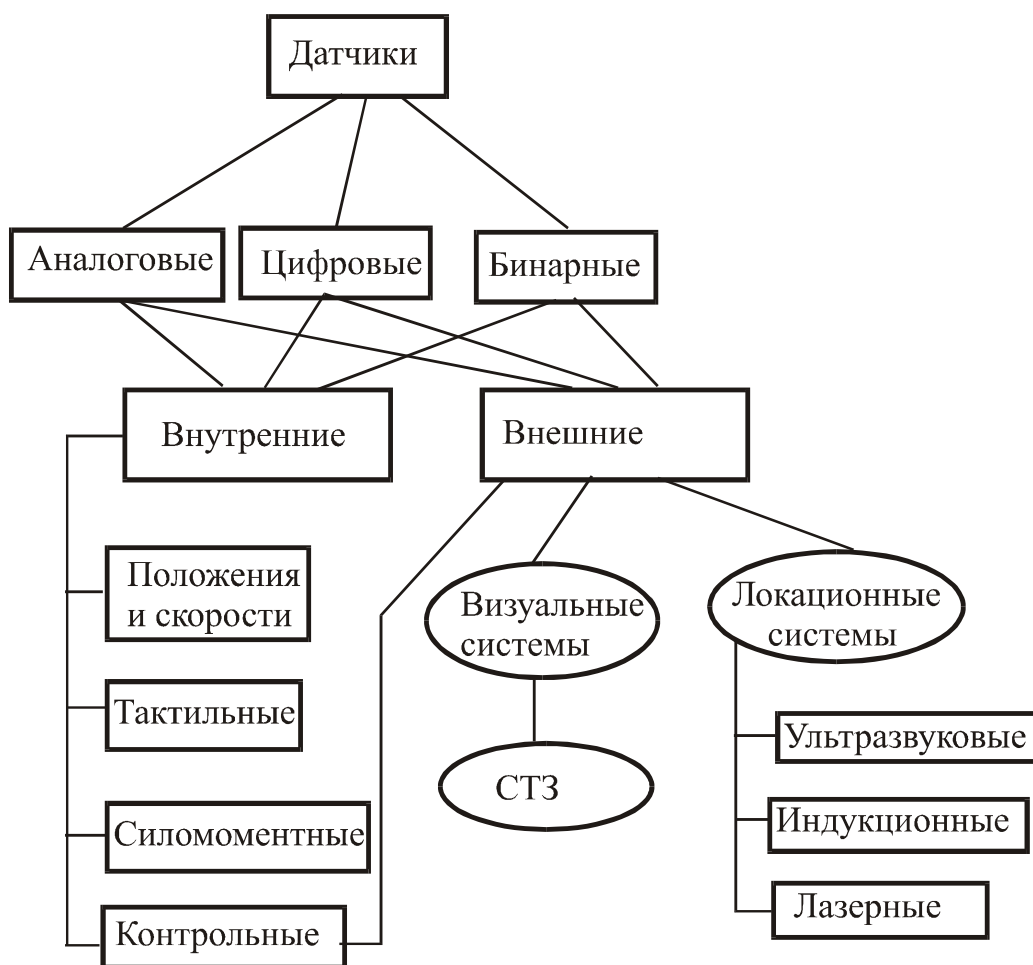 Датчики
Аналоговые
Цифровые
Бинарные
Внутренние
Внешние
Положения
и скорости
Визуальные
системы
Локационные
системы
Тактильные
Ультразвуковые
СТЗ
Силомоментные
Индукционные
Лазерные
Контрольные